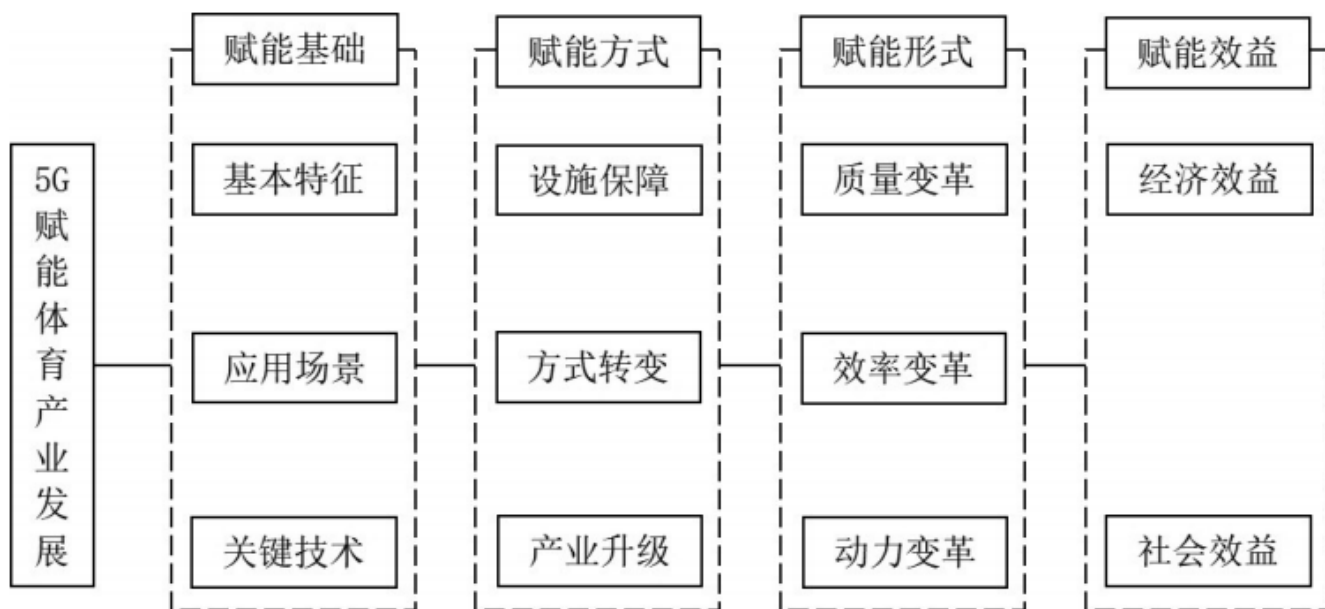 5G赋能体育产业发展
赋能基础
基本特征
应用场景
关键技术
赋能方式
设施保障
方式转变
产业升级
赋能形式
质量变革
效率变革
动力变革
赋能效益
经济效益
社会效益